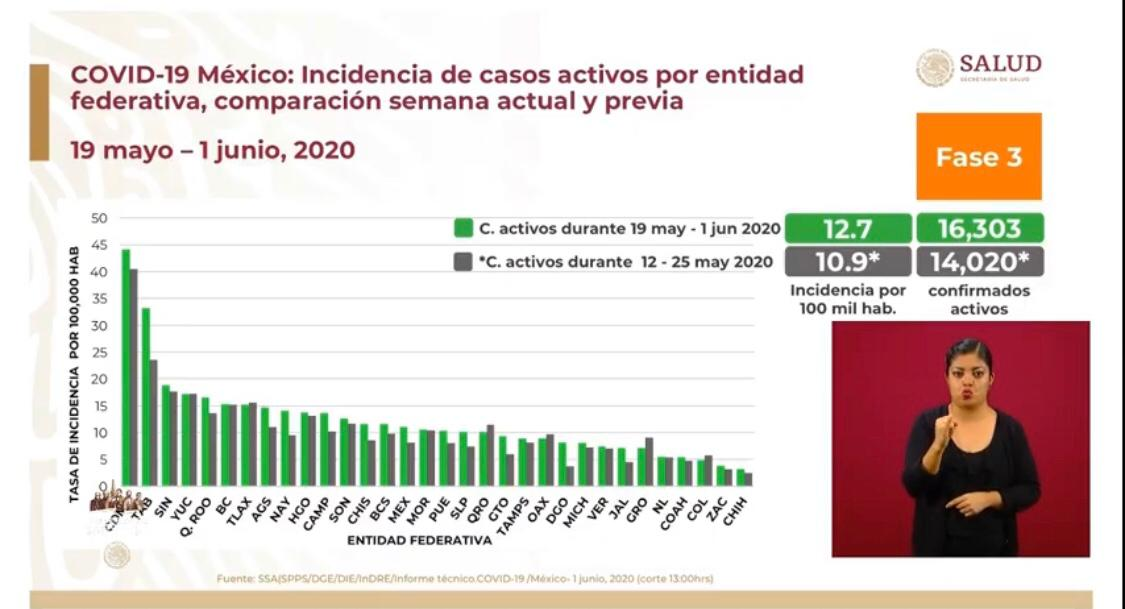 COVID-19 México: Incidencia de casos activos por entidad
federativa, comparación semana actual y previa
19 mayo – 1 junio, 2020
SALUD
SECRETARÍA DE SALUD
Fase 3
C. activos durante 19 may - 1 jun 2020
12.7
16,303
*C. activos durante 12 - 25 may 2020
10.9*
14,020*
Incidencia por
100 mil hab.
confirmados
activos
TASA DE INCIDENCIA POR 100,000 HAB
50
45
40
35
30
25
20
15
10
5
0
CDMX
TAB
SIN
YUC
Q. ROO
BC
TLAX
AGS
NAY
HGO
CAMP
SON
CHIS
BCS
MEX
MOR
PUE
SLP
QRO
GTO
TAMPS
OAX
DGO
MICH
VER
JAL
GRO
NL
COAH
COL
ZAC
CHIH
ENTIDAD FEDERATIVA
Fuente: SSA(SPPS/DGE/DIE/InDRE/Informe técnico.COVID-19 /México- 1 junio, 2020 (corte 13:00hrs)